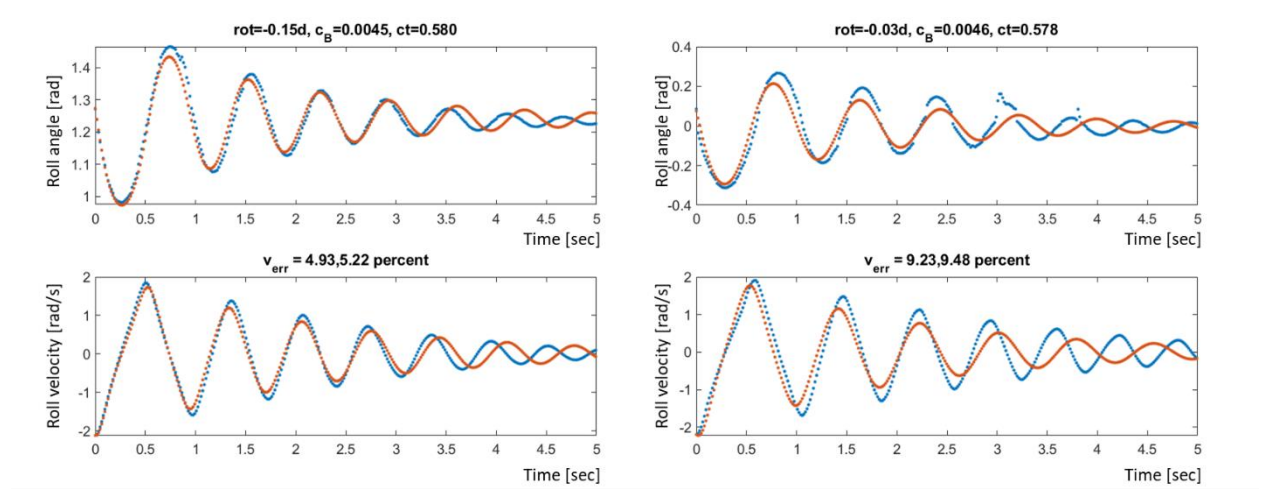 rot=-0.15d, c_B=0.0045, ct=0.580
Roll angle [rad]
1.4
1.3
1.2
1.1
1
0 0.5 1 1.5 2 2.5 3 3.5 4 4.5 5
Time [sec]
rot=-0.03d, c_B=0.0046, ct=0.578
Roll angle [rad]
0.4
0.2
0
-0.2
-0.4
0 0.5 1 1.5 2 2.5 3 3.5 4 4.5 5
Time [sec]
v_err = 4.93,5.22 percent
Roll velocity [rad/s]
2
1
0
-1
-2
0 0.5 1 1.5 2 2.5 3 3.5 4 4.5 5
Time [sec]
v_err = 9.23,9.48 percent
Roll velocity [rad/s]
2
1
0
-1
-2
0 0.5 1 1.5 2 2.5 3 3.5 4 4.5 5
Time [sec]